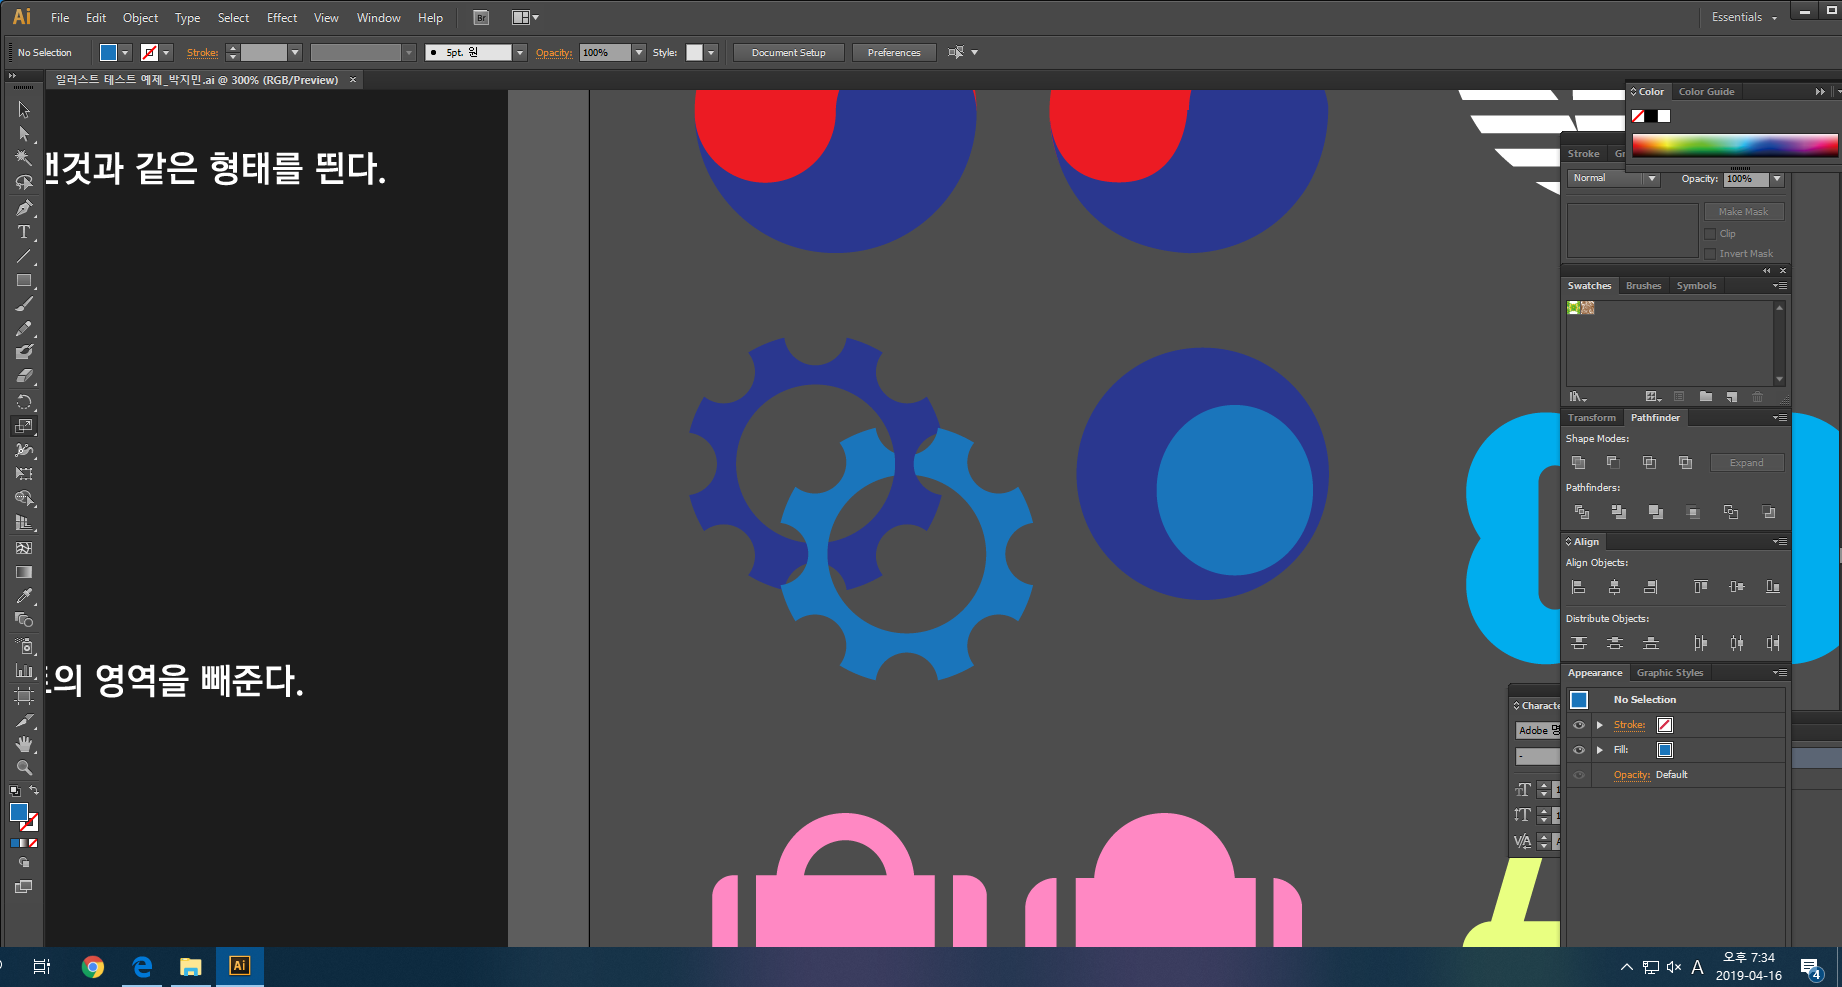 Ai File Edit Object Type Select Effect View Window Help Br Essentials
No Selection Stroke: 5pt. 원 Opacity: 100% Style: Document Setup Preferences
일러스트 테스트 예제_박지민.ai @ 300% (RGB/Preview) ×
Color Color Guide
Stroke
Normal Opacity: 100%
Make Mask
Clip
Invert Mask
Swatches Brushes Symbols
Transform Pathfinder
Shape Modes:
Expand
Pathfinders:
Align
Align Objects:
Distribute Objects:
Appearance Graphic Styles
No Selection
Stroke:
Fill:
Opacity: Default
Characte
Adobe 명
-
것과 같은 형태를 띈다.
의 영역을 빼준다.
Ai
A
오후 7:34
2019-04-16
4